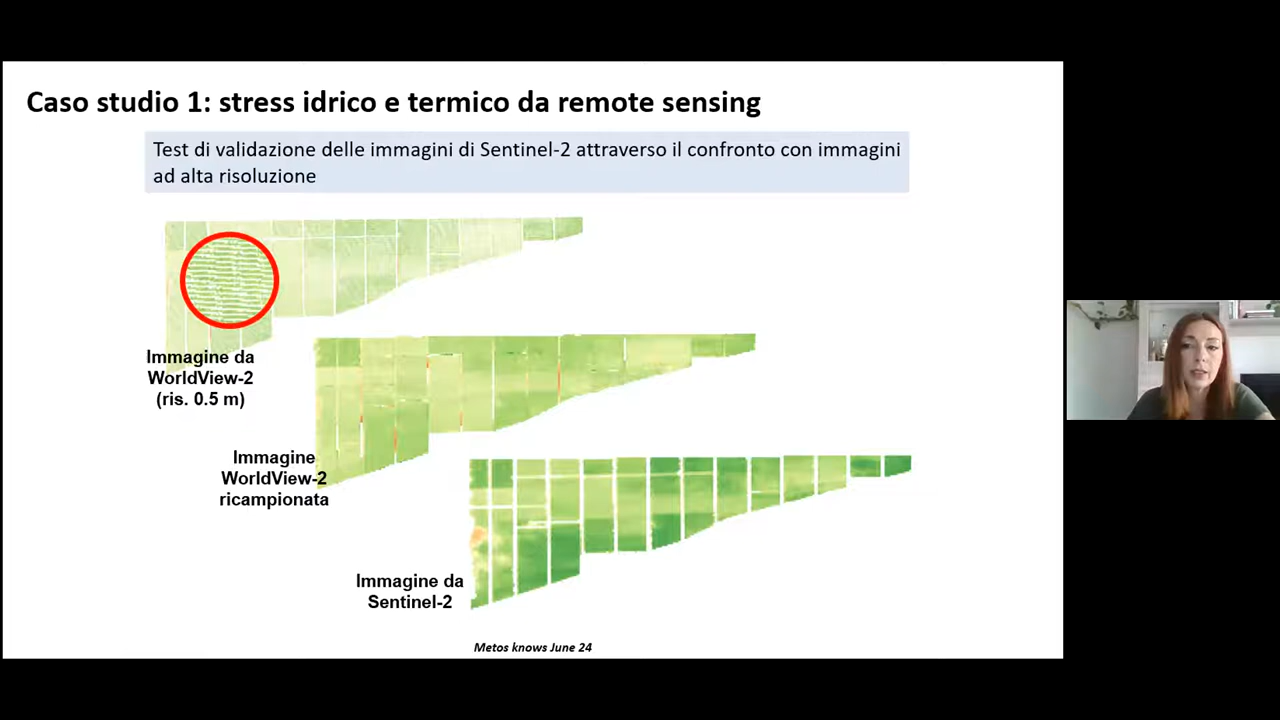 Caso studio 1: stress idrico e termico da remote sensing
Test di validazione delle immagini di Sentinel-2 attraverso il confronto con immagini
ad alta risoluzione
Immagine da
WorldView-2
(ris. 0.5 m)
Immagine
WorldView-2
ricampionata
Immagine da
Sentinel-2
Metos knows June 24